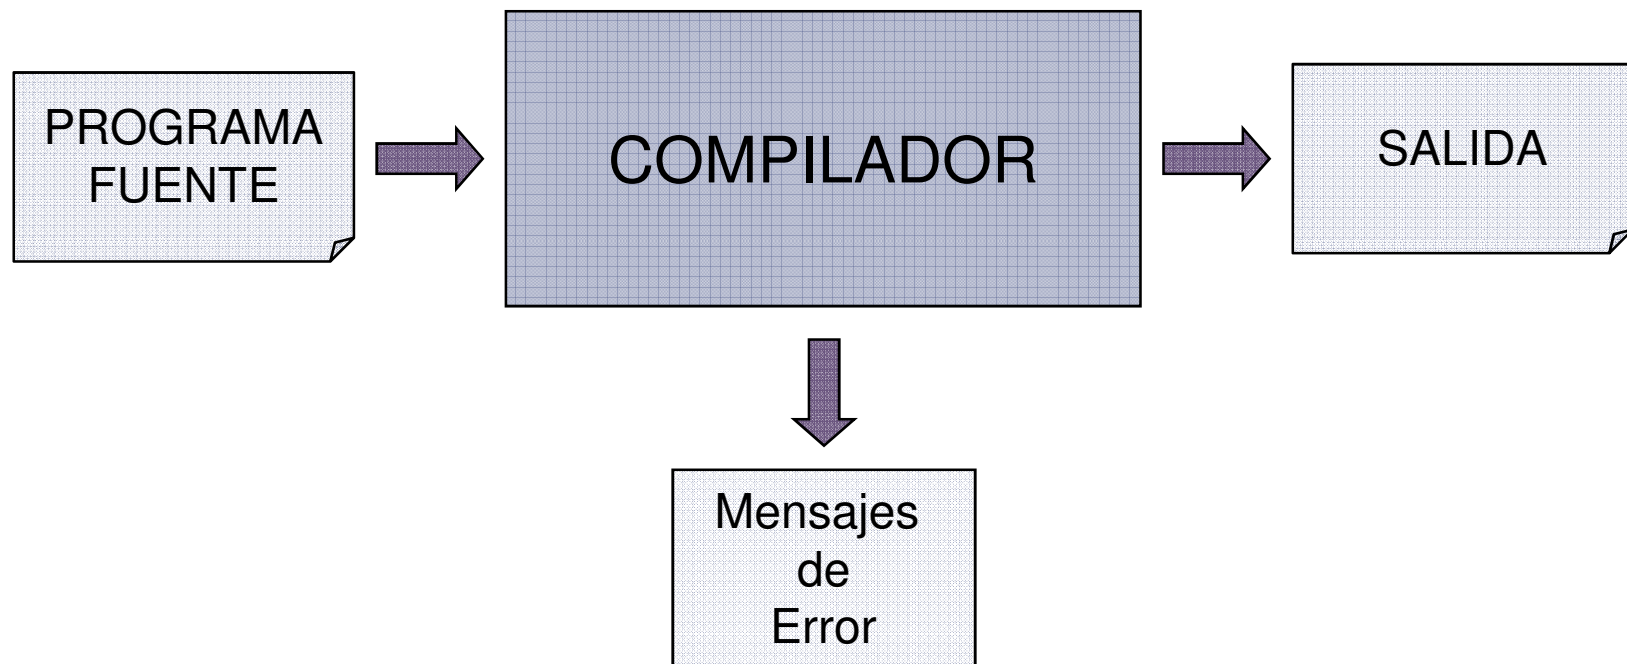 PROGRAMA
FUENTE
COMPILADOR
SALIDA
Mensajes
de
Error